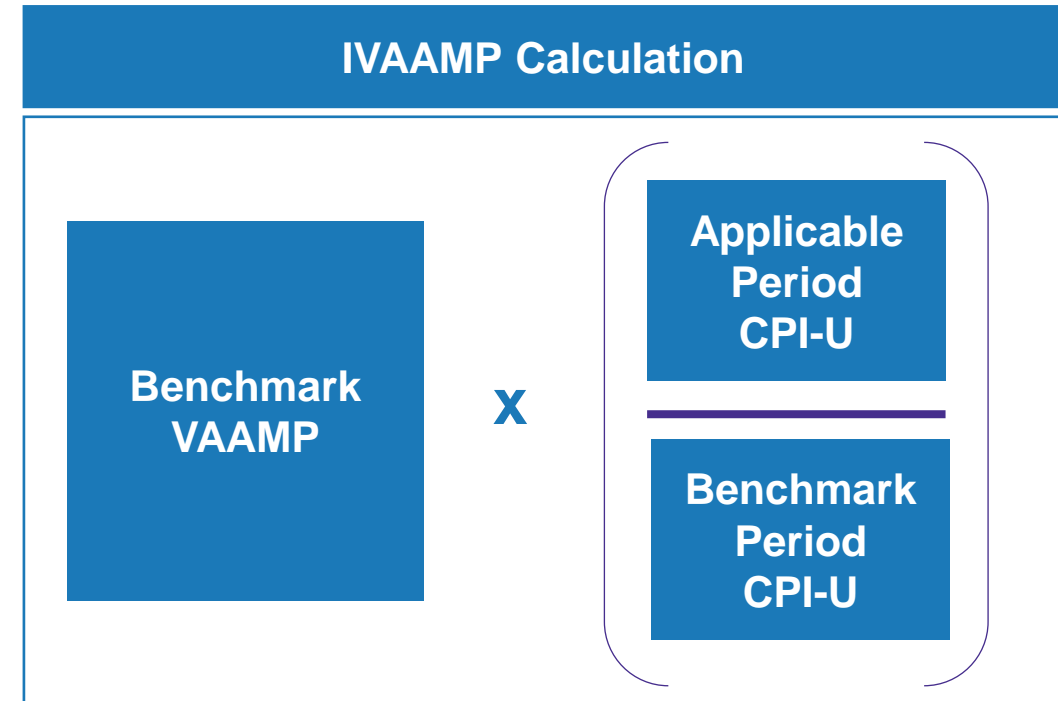 IVAAMP Calculation
Benchmark
VAAMP
x
Applicable
Period
CPI-U
Benchmark
Period
CPI-U